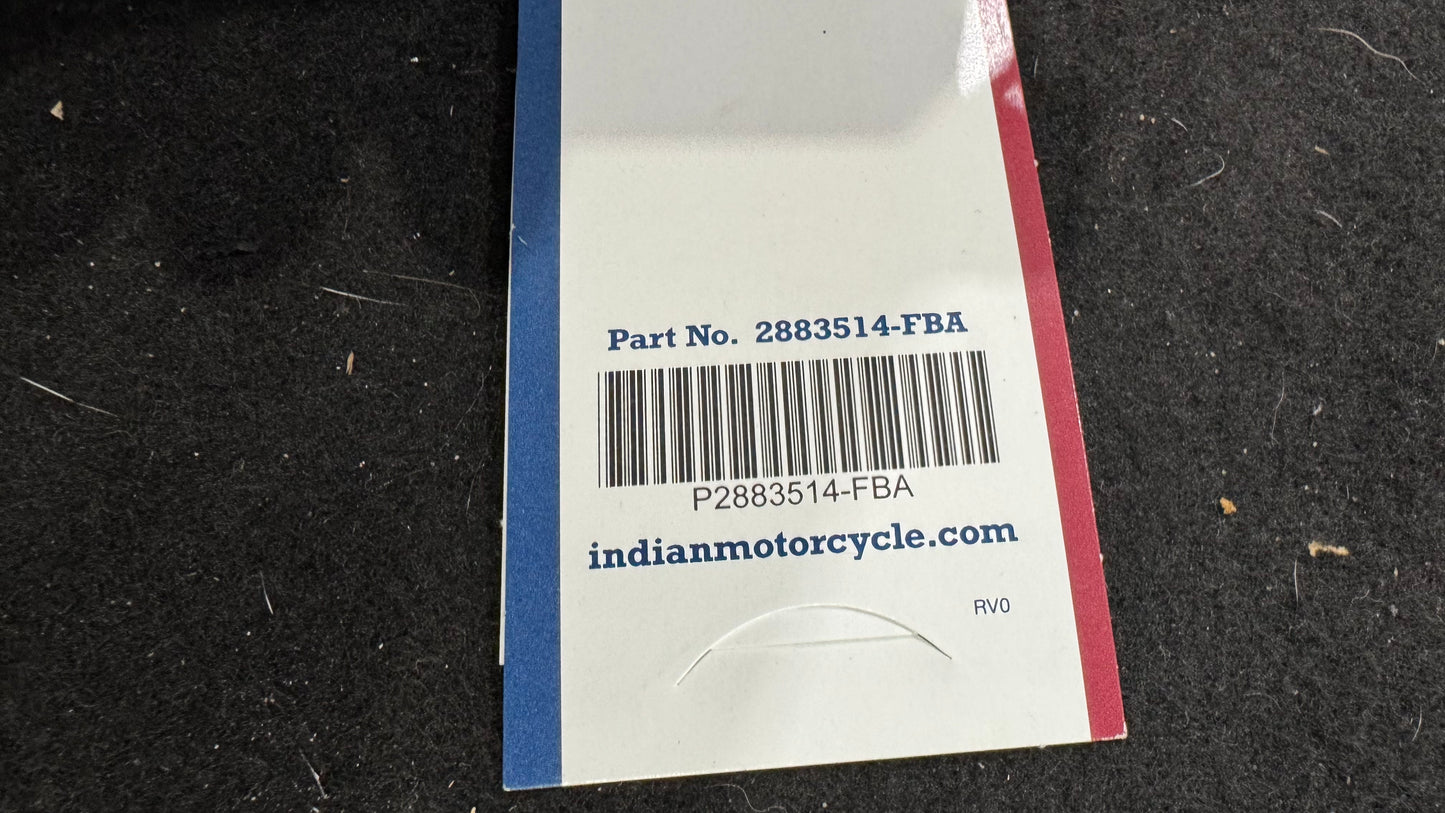 Part No. 2883514-FBA
P2883514-FBA
indianmotorcycle.com
RV0